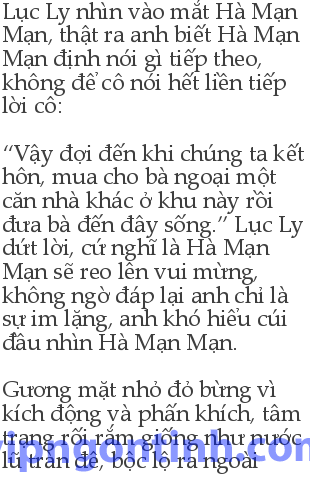 Lục Ly nhìn vào mắt Hà Mạn
Mạn, thật ra anh biết Hà Mạn
Mạn định nói gì tiếp theo,
không để cô nói hết liền tiếp
lời cô:
“Vậy đợi đến khi chúng ta kết
hôn, mua cho bà ngoại một
căn nhà khác ở khu này rồi
đưa bà đến đây sống.” Lục Ly
dứt lời, cứ nghĩ là Hà Mạn
Mạn sẽ reo lên vui mừng,
không ngờ đáp lại anh chỉ là
sự im lặng, anh khó hiểu cúi
đầu nhìn Hà Mạn Mạn.
Gương mặt nhỏ đỏ bừng vì
kích động và phấn khích, tâm
trạng rối rắm giống như nước
vipngontinh.com
lũ tràn đê, bộc lộ ra ngoài